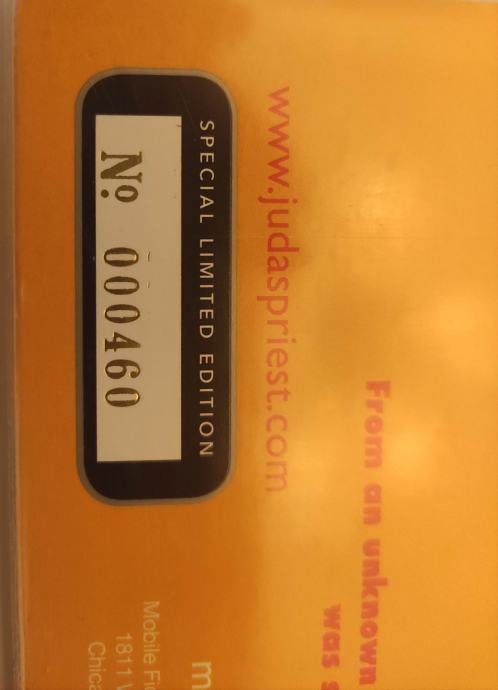 From an unknown
was s
www.judaspriest.com
SPECIAL LIMITED EDITION
Nº 000460
m
Mobile Fi
1811
Chica